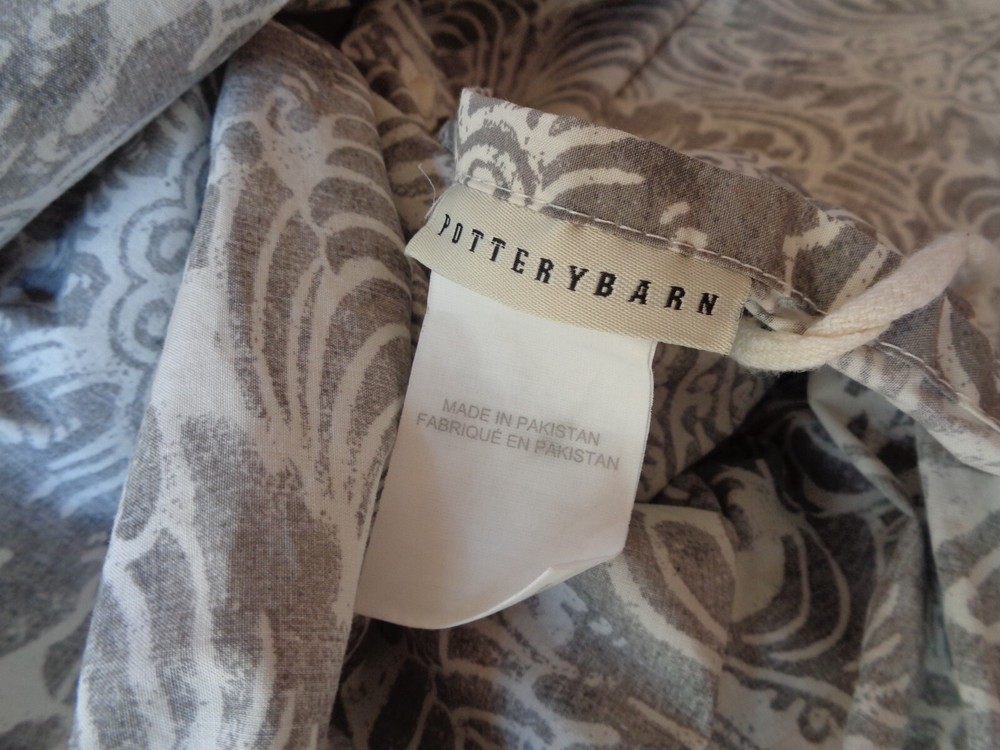 POTTERYBARN
MADE IN PAKISTAN
FABRIQUÉ EN PAKISTAN